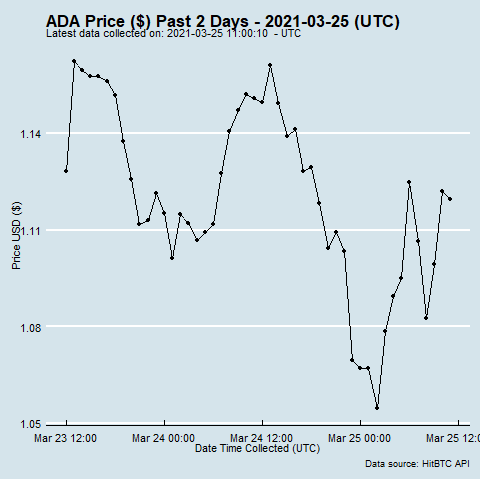 ADA Price ($) Past 2 Days - 2021-03-25 (UTC)
Latest data collected on: 2021-03-25 11:00:10  - UTC
1.14
1.11
1.08
1.05
Price USD ($)
Mar 23 12:00 Mar 24 00:00 Mar 24 12:00 Mar 25 00:00 Mar 25 12:00
Date Time Collected (UTC)
Data source: HitBTC API